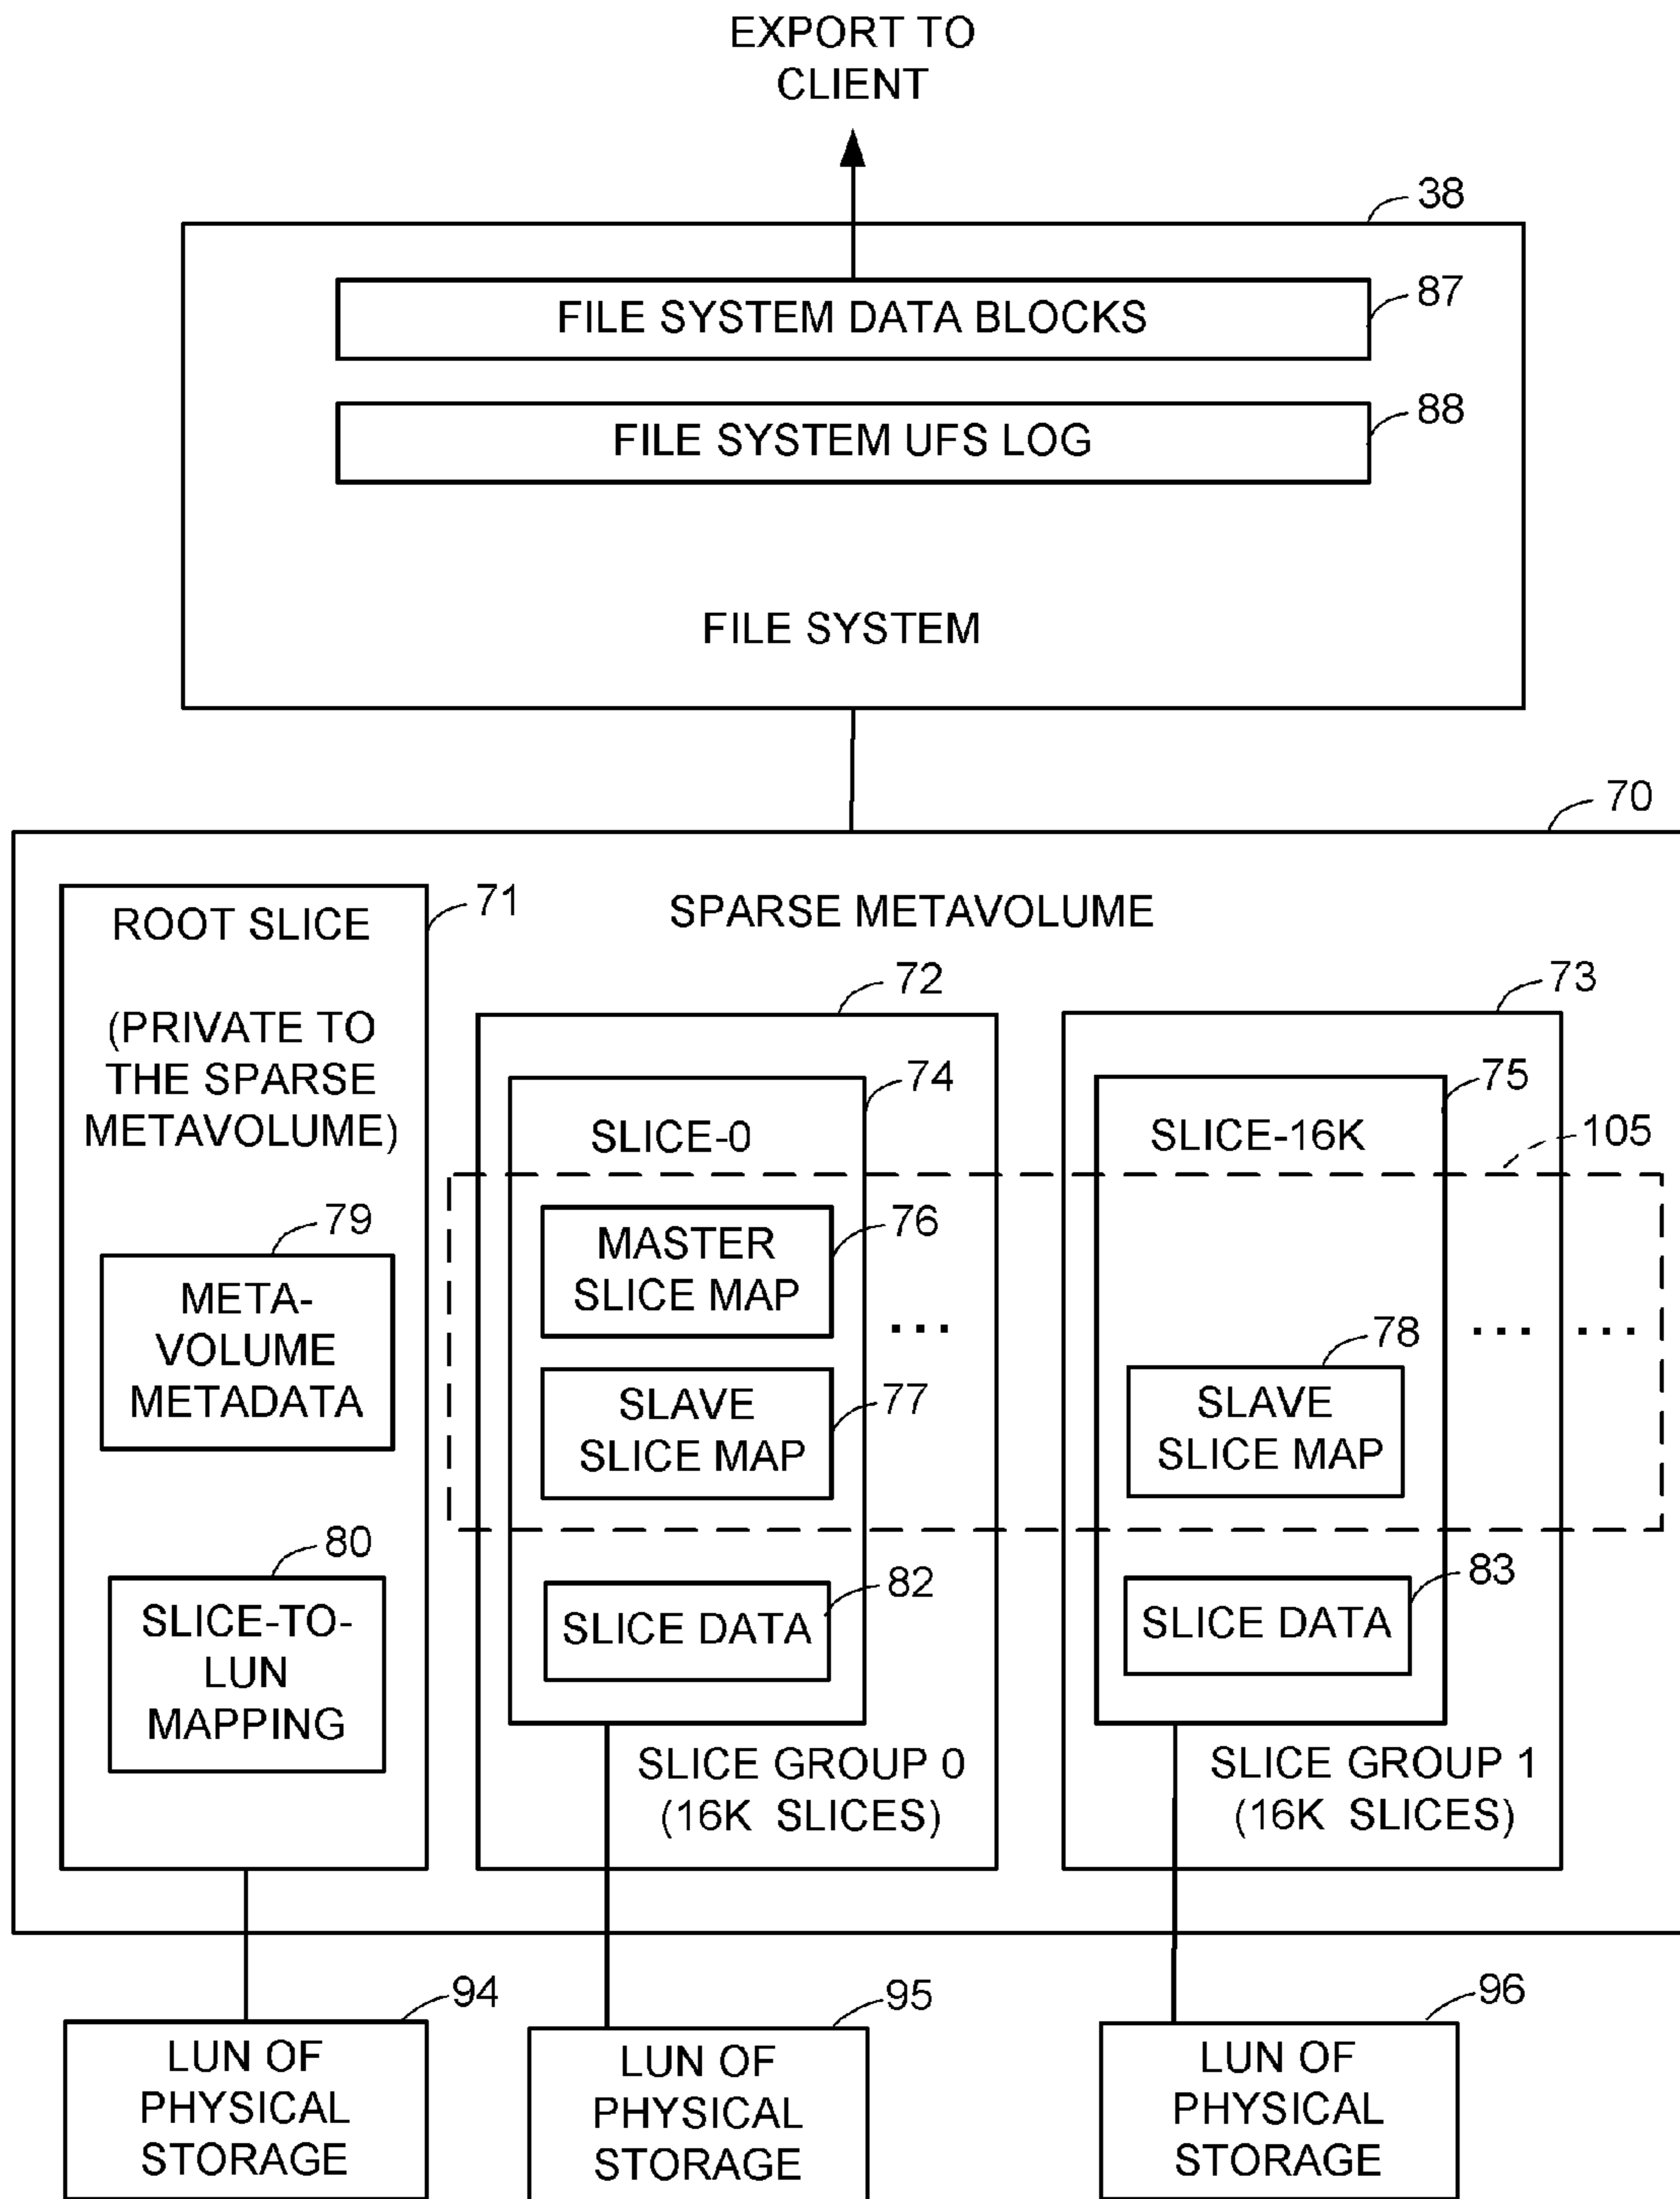 EXPORT TO
CLIENT
38
FILE SYSTEM DATA BLOCKS
87
FILE SYSTEM UFS LOG
88
FILE SYSTEM
70
ROOT SLICE
71
(PRIVATE TO
THE SPARSE
METAVOLUME)
79
META-
VOLUME
METADATA
80
SLICE-TO-
LUN
MAPPING
SPARSE METAVOLUME
72
74
SLICE-0
76
MASTER
SLICE MAP
...
77
SLAVE
SLICE MAP
82
SLICE DATA
SLICE GROUP 0
(16K SLICES)
73
75
SLICE-16K
105
78
SLAVE
SLICE MAP
... ...
83
SLICE DATA
SLICE GROUP 1
(16K SLICES)
94
LUN OF
PHYSICAL
STORAGE
95
LUN OF
PHYSICAL
STORAGE
96
LUN OF
PHYSICAL
STORAGE